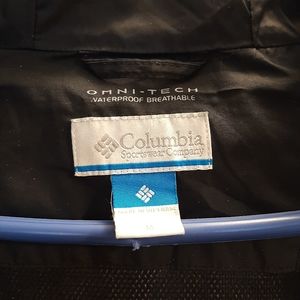 OMNI-TECH
WATERPROOF BREATHABLE
Columbia
Sportswear Company